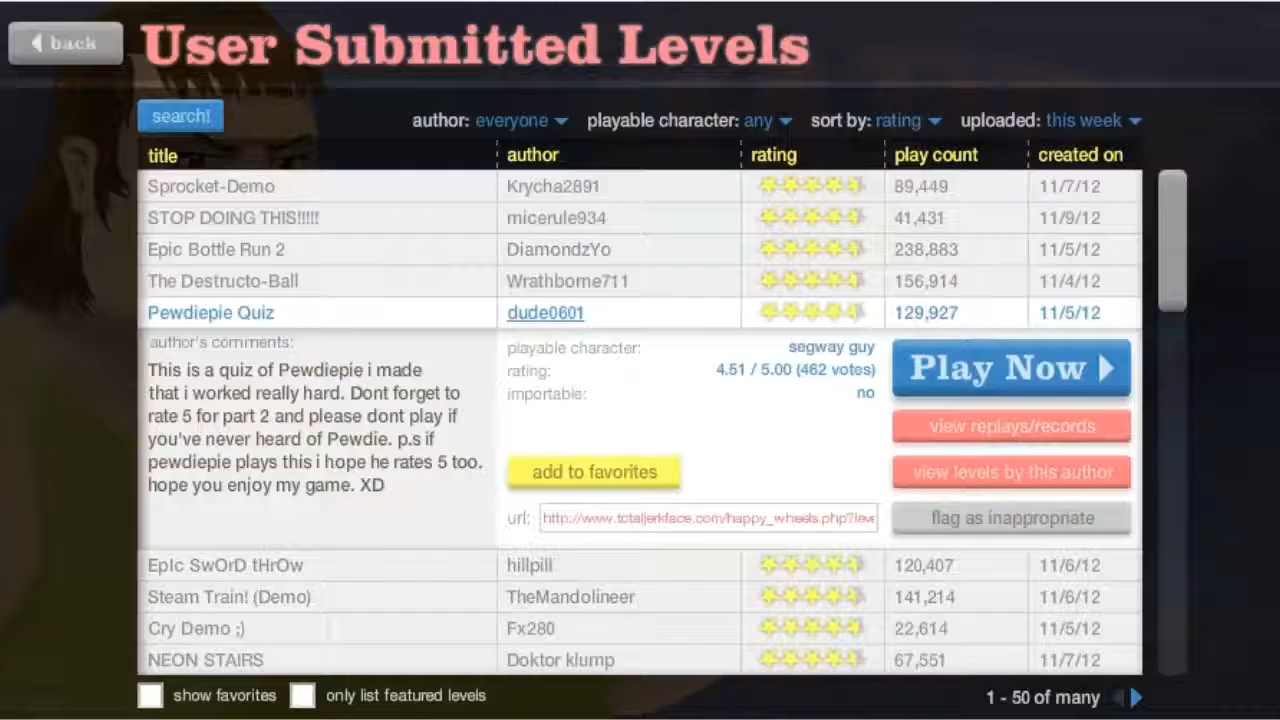 back
User Submitted Levels
search!
author: everyone playable character: any sort by: rating uploaded: this week
title author rating play count created on
Sprocket-Demo Krycha2891 89,449 11/7/12
STOP DOING THIS!!!!! micerule934 41,431 11/9/12
Epic Bottle Run 2 DiamondzYo 238,883 11/5/12
The Destructo-Ball Wrathborne711 156,914 11/4/12
Pewdiepie Quiz dude0601 129,927 11/5/12
author's comments:
This is a quiz of Pewdiepie i made
that i worked really hard. Dont forget to
rate 5 for part 2 and please dont play if
you've never heard of Pewdie. p.s if
pewdiepie plays this i hope he rates 5 too.
hope you enjoy my game. XD
playable character: segway guy
rating: 4.51 / 5.00 (462 votes)
importable: no
add to favorites
url: http://www.totaljerkface.com/happy_wheels.php?leve
Play Now
view replays/records
view levels by this author
flag as inappropriate
EpIc SwOrD tHrOw hillpill 120,407 11/6/12
Steam Train! (Demo) TheMandolineer 141,214 11/6/12
Cry Demo ;) Fx280 22,614 11/5/12
NEON STAIRS Doktor klump 67,551 11/7/12
show favorites only list featured levels 1 - 50 of many